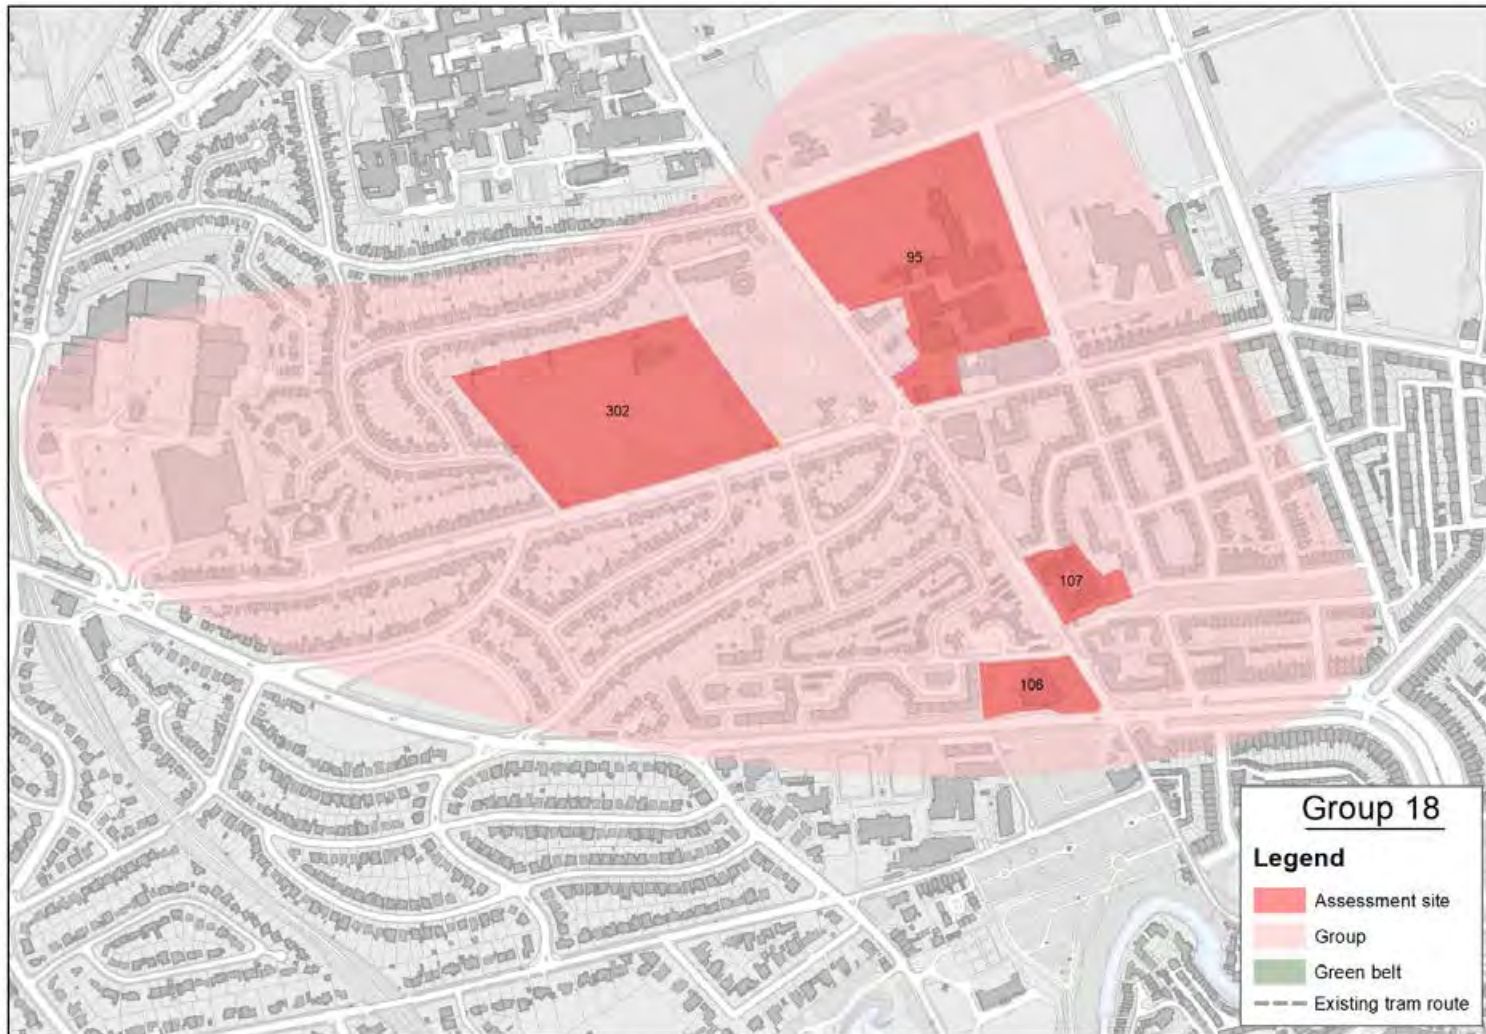 95
302
107
106
Group 18
Legend
Assessment site
Group
Green belt
Existing tram route